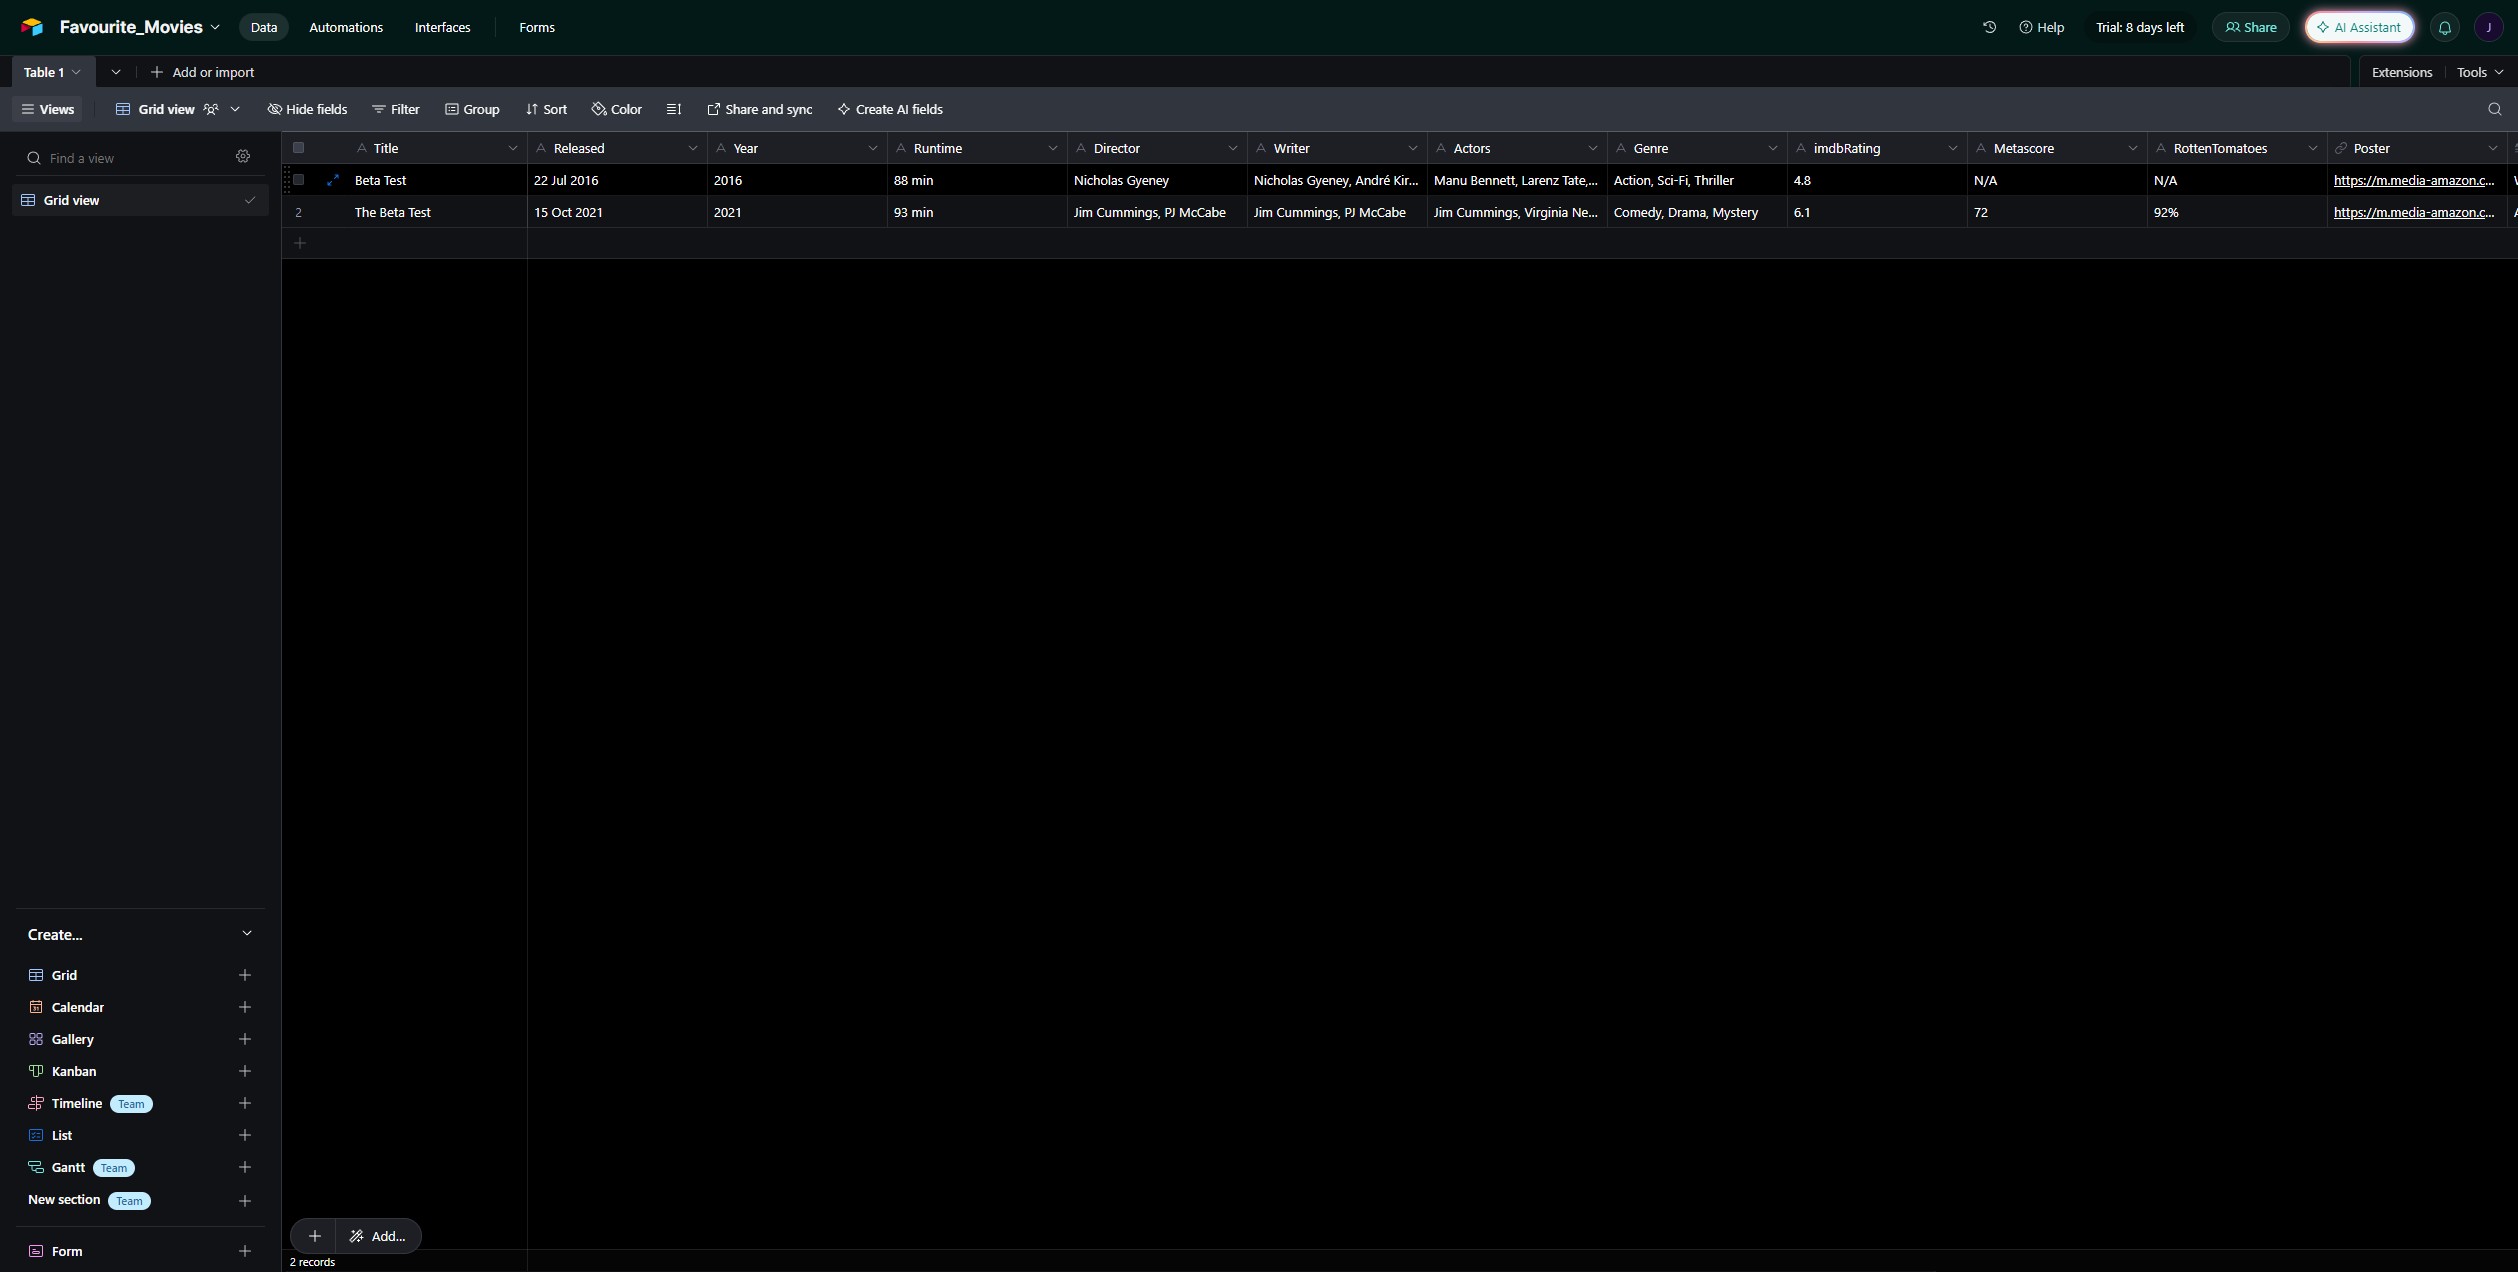 Favourite_Movies Data Automations Interfaces Forms Help Trial: 8 days left Share AI Assistant J
Table 1 Add or import Extensions Tools
Views Grid view Hide fields Filter Group Sort Color Share and sync Create AI fields
Find a view
Grid view
Title Released Year Runtime Director Writer Actors Genre imdbRating Metascore RottenTomatoes Poster
Beta Test 22 Jul 2016 2016 88 min Nicholas Gyeney Nicholas Gyeney, André Kir... Manu Bennett, Larenz Tate,... Action, Sci-Fi, Thriller 4.8 N/A N/A https://m.media-amazon.c...
2 The Beta Test 15 Oct 2021 2021 93 min Jim Cummings, PJ McCabe Jim Cummings, PJ McCabe Jim Cummings, Virginia Ne... Comedy, Drama, Mystery 6.1 72 92% https://m.media-amazon.c...
Create...
Grid
Calendar
Gallery
Kanban
Timeline Team
List
Gantt Team
New section Team
Form
Add...
2 records